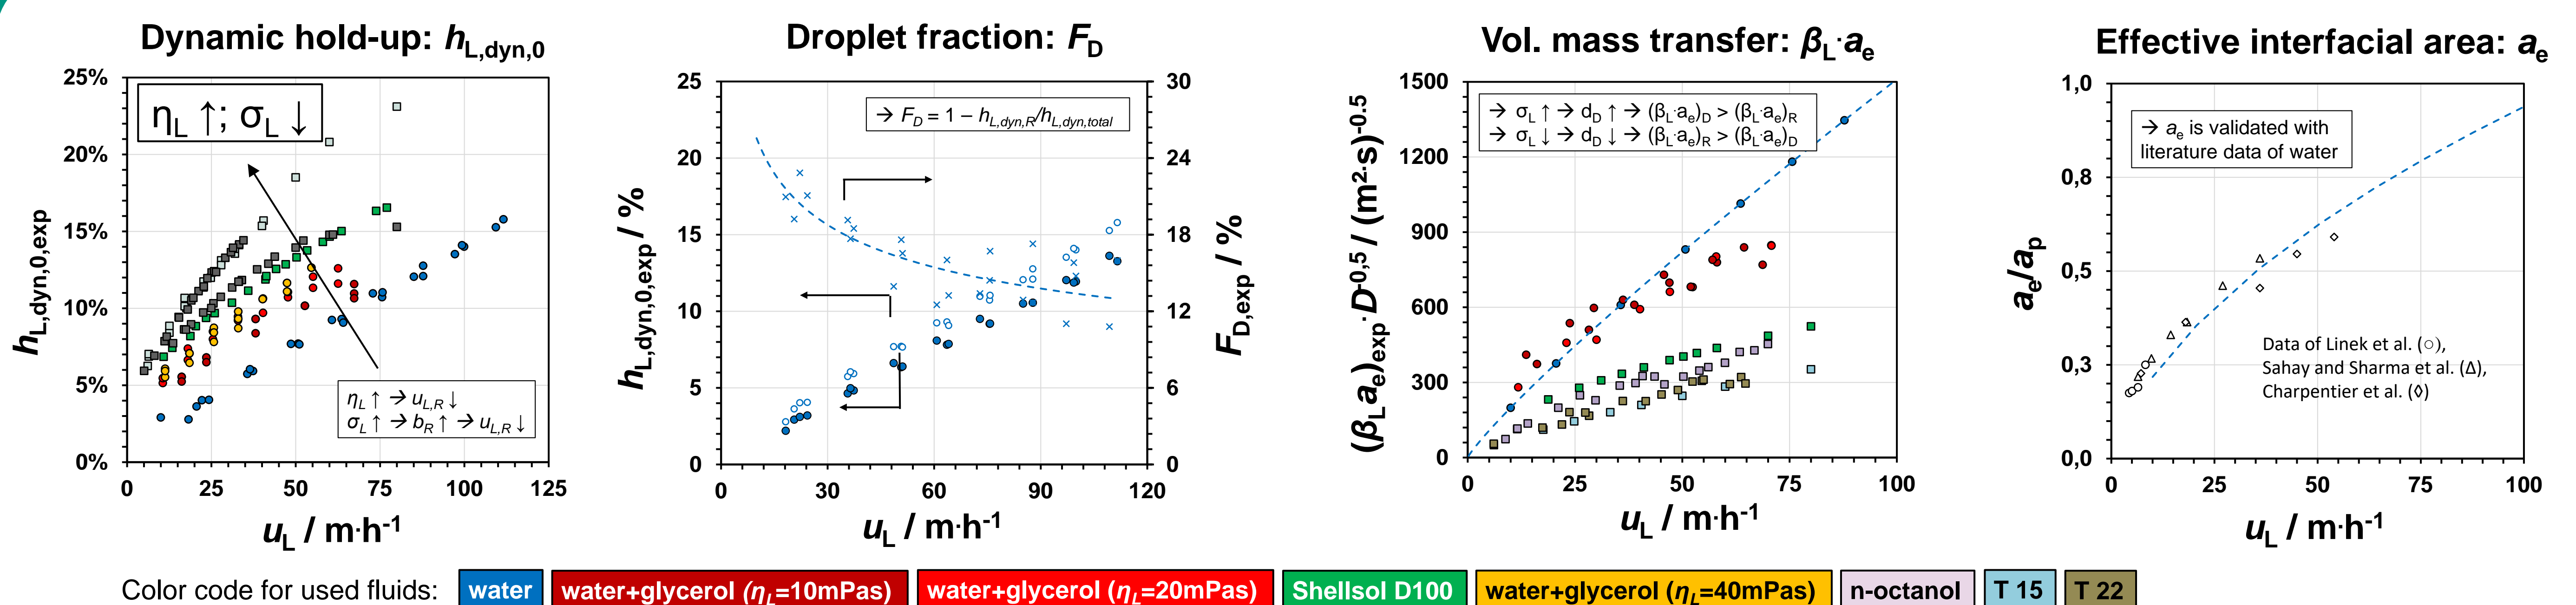 Dynamic hold-up: hL,dyn,0
25%
20%
15%
10%
5%
0%
0 25 50 75 100 125
hL,dyn,0,exp
uL / m·h-1
ηL ↑; σL ↓
ηL ↑ → uL,R ↓
σL ↑ → bR ↑ → uL,R ↓
Droplet fraction: FD
25
20
15
10
5
0
30
24
18
12
6
0
0 30 60 90 120
hL,dyn,0,exp / %
FD,exp / %
uL / m·h-1
→ FD = 1 – hL,dyn,R/hL,dyn,total
Vol. mass transfer: βL·ae
1500
1200
900
600
300
0
0 25 50 75 100
(βLae)exp·D-0,5 / (m²·s)-0.5
uL / m·h-1
→ σL ↑ → dD ↑ → (βL·ae)D > (βL·ae)R
→ σL ↓ → dD ↓ → (βL·ae)R > (βL·ae)D
Effective interfacial area: ae
1,0
0,8
0,5
0,3
0,0
0 25 50 75 100
ae/ap
uL / m·h-1
→ ae is validated with
literature data of water
Data of Linek et al. (○),
Sahay and Sharma et al. (Δ),
Charpentier et al. (◊)
Color code for used fluids: water water+glycerol (ηL=10mPas) water+glycerol (ηL=20mPas) Shellsol D100 water+glycerol (ηL=40mPas) n-octanol T 15 T 22